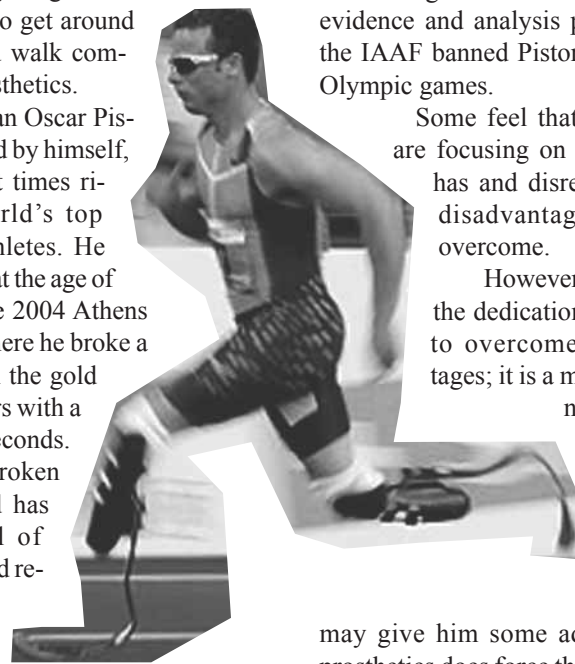 o get around
walk com-
sthetics.
an Oscar Pis-
d by himself,
t times ri-
rld's top
hletes. He
at the age of
e 2004 Athens
here he broke a
the gold
rs with a
econds.
roken
has
of
d re-
evidence and analysis p
the IAAF banned Pistor
Olympic games.
Some feel that
are focusing on
has and disre
disadvantag
overcome.
However
the dedication
to overcome
tages; it is a m
may give him some ad
prosthetics does force th